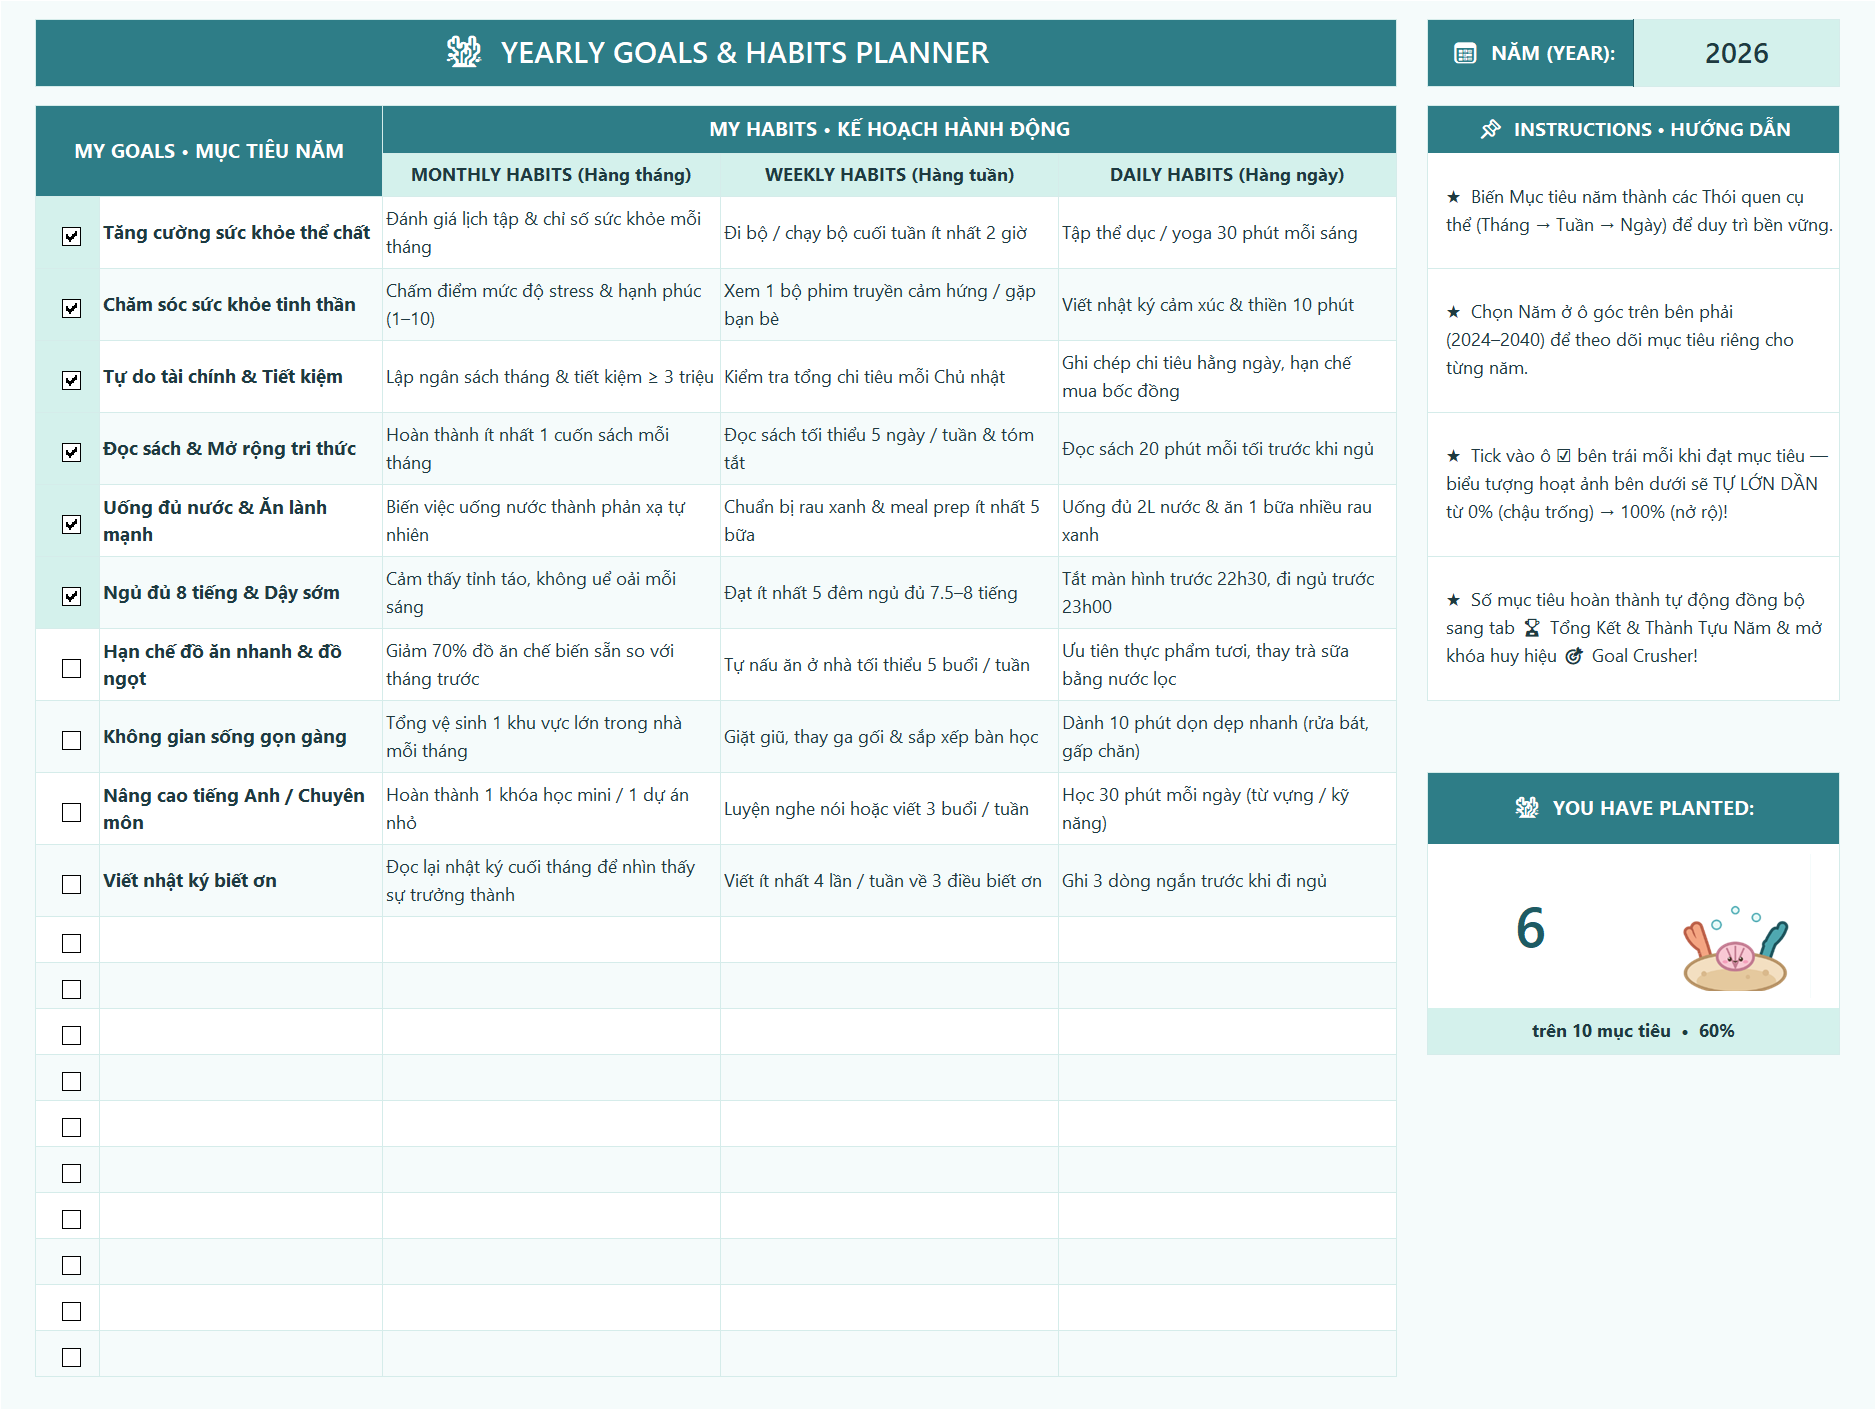 YEARLY GOALS & HABITS PLANNER
NĂM (YEAR):
2026
MY GOALS • MỤC TIÊU NĂM
MY HABITS • KẾ HOẠCH HÀNH ĐỘNG
MONTHLY HABITS (Hàng tháng)
WEEKLY HABITS (Hàng tuần)
DAILY HABITS (Hàng ngày)
Tăng cường sức khỏe thể chất
Đánh giá lịch tập & chỉ số sức khỏe mỗi
tháng
Đi bộ / chạy bộ cuối tuần ít nhất 2 giờ
Tập thể dục / yoga 30 phút mỗi sáng
Chăm sóc sức khỏe tinh thần
Chấm điểm mức độ stress & hạnh phúc
(1–10)
Xem 1 bộ phim truyền cảm hứng / gặp
bạn bè
Viết nhật ký cảm xúc & thiền 10 phút
Tự do tài chính & Tiết kiệm
Lập ngân sách tháng & tiết kiệm ≥ 3 triệu
Kiểm tra tổng chi tiêu mỗi Chủ nhật
Ghi chép chi tiêu hằng ngày, hạn chế
mua bốc đồng
Đọc sách & Mở rộng tri thức
Hoàn thành ít nhất 1 cuốn sách mỗi
tháng
Đọc sách tối thiểu 5 ngày / tuần & tóm
tắt
Đọc sách 20 phút mỗi tối trước khi ngủ
Uống đủ nước & Ăn lành
mạnh
Biến việc uống nước thành phản xạ tự
nhiên
Chuẩn bị rau xanh & meal prep ít nhất 5
bữa
Uống đủ 2L nước & ăn 1 bữa nhiều rau
xanh
Ngủ đủ 8 tiếng & Dậy sớm
Cảm thấy tỉnh táo, không uể oải mỗi
sáng
Đạt ít nhất 5 đêm ngủ đủ 7.5–8 tiếng
Tắt màn hình trước 22h30, đi ngủ trước
23h00
Hạn chế đồ ăn nhanh & đồ
ngọt
Giảm 70% đồ ăn chế biến sẵn so với
tháng trước
Tự nấu ăn ở nhà tối thiểu 5 buổi / tuần
Ưu tiên thực phẩm tươi, thay trà sữa
bằng nước lọc
Không gian sống gọn gàng
Tổng vệ sinh 1 khu vực lớn trong nhà
mỗi tháng
Giặt giũ, thay ga gối & sắp xếp bàn học
Dành 10 phút dọn dẹp nhanh (rửa bát,
gấp chăn)
Nâng cao tiếng Anh / Chuyên
môn
Hoàn thành 1 khóa học mini / 1 dự án
nhỏ
Luyện nghe nói hoặc viết 3 buổi / tuần
Học 30 phút mỗi ngày (từ vựng / kỹ
năng)
Viết nhật ký biết ơn
Đọc lại nhật ký cuối tháng để nhìn thấy
sự trưởng thành
Viết ít nhất 4 lần / tuần về 3 điều biết ơn
Ghi 3 dòng ngắn trước khi đi ngủ
INSTRUCTIONS • HƯỚNG DẪN
★ Biến Mục tiêu năm thành các Thói quen cụ
thể (Tháng → Tuần → Ngày) để duy trì bền vững.
★ Chọn Năm ở ô góc trên bên phải
(2024–2040) để theo dõi mục tiêu riêng cho
từng năm.
★ Tick vào ô ☑ bên trái mỗi khi đạt mục tiêu —
biểu tượng hoạt ảnh bên dưới sẽ TỰ LỚN DẦN
từ 0% (chậu trống) → 100% (nở rộ)!
★ Số mục tiêu hoàn thành tự động đồng bộ
sang tab 🏆 Tổng Kết & Thành Tựu Năm & mở
khóa huy hiệu 🎯 Goal Crusher!
YOU HAVE PLANTED:
6
trên 10 mục tiêu • 60%